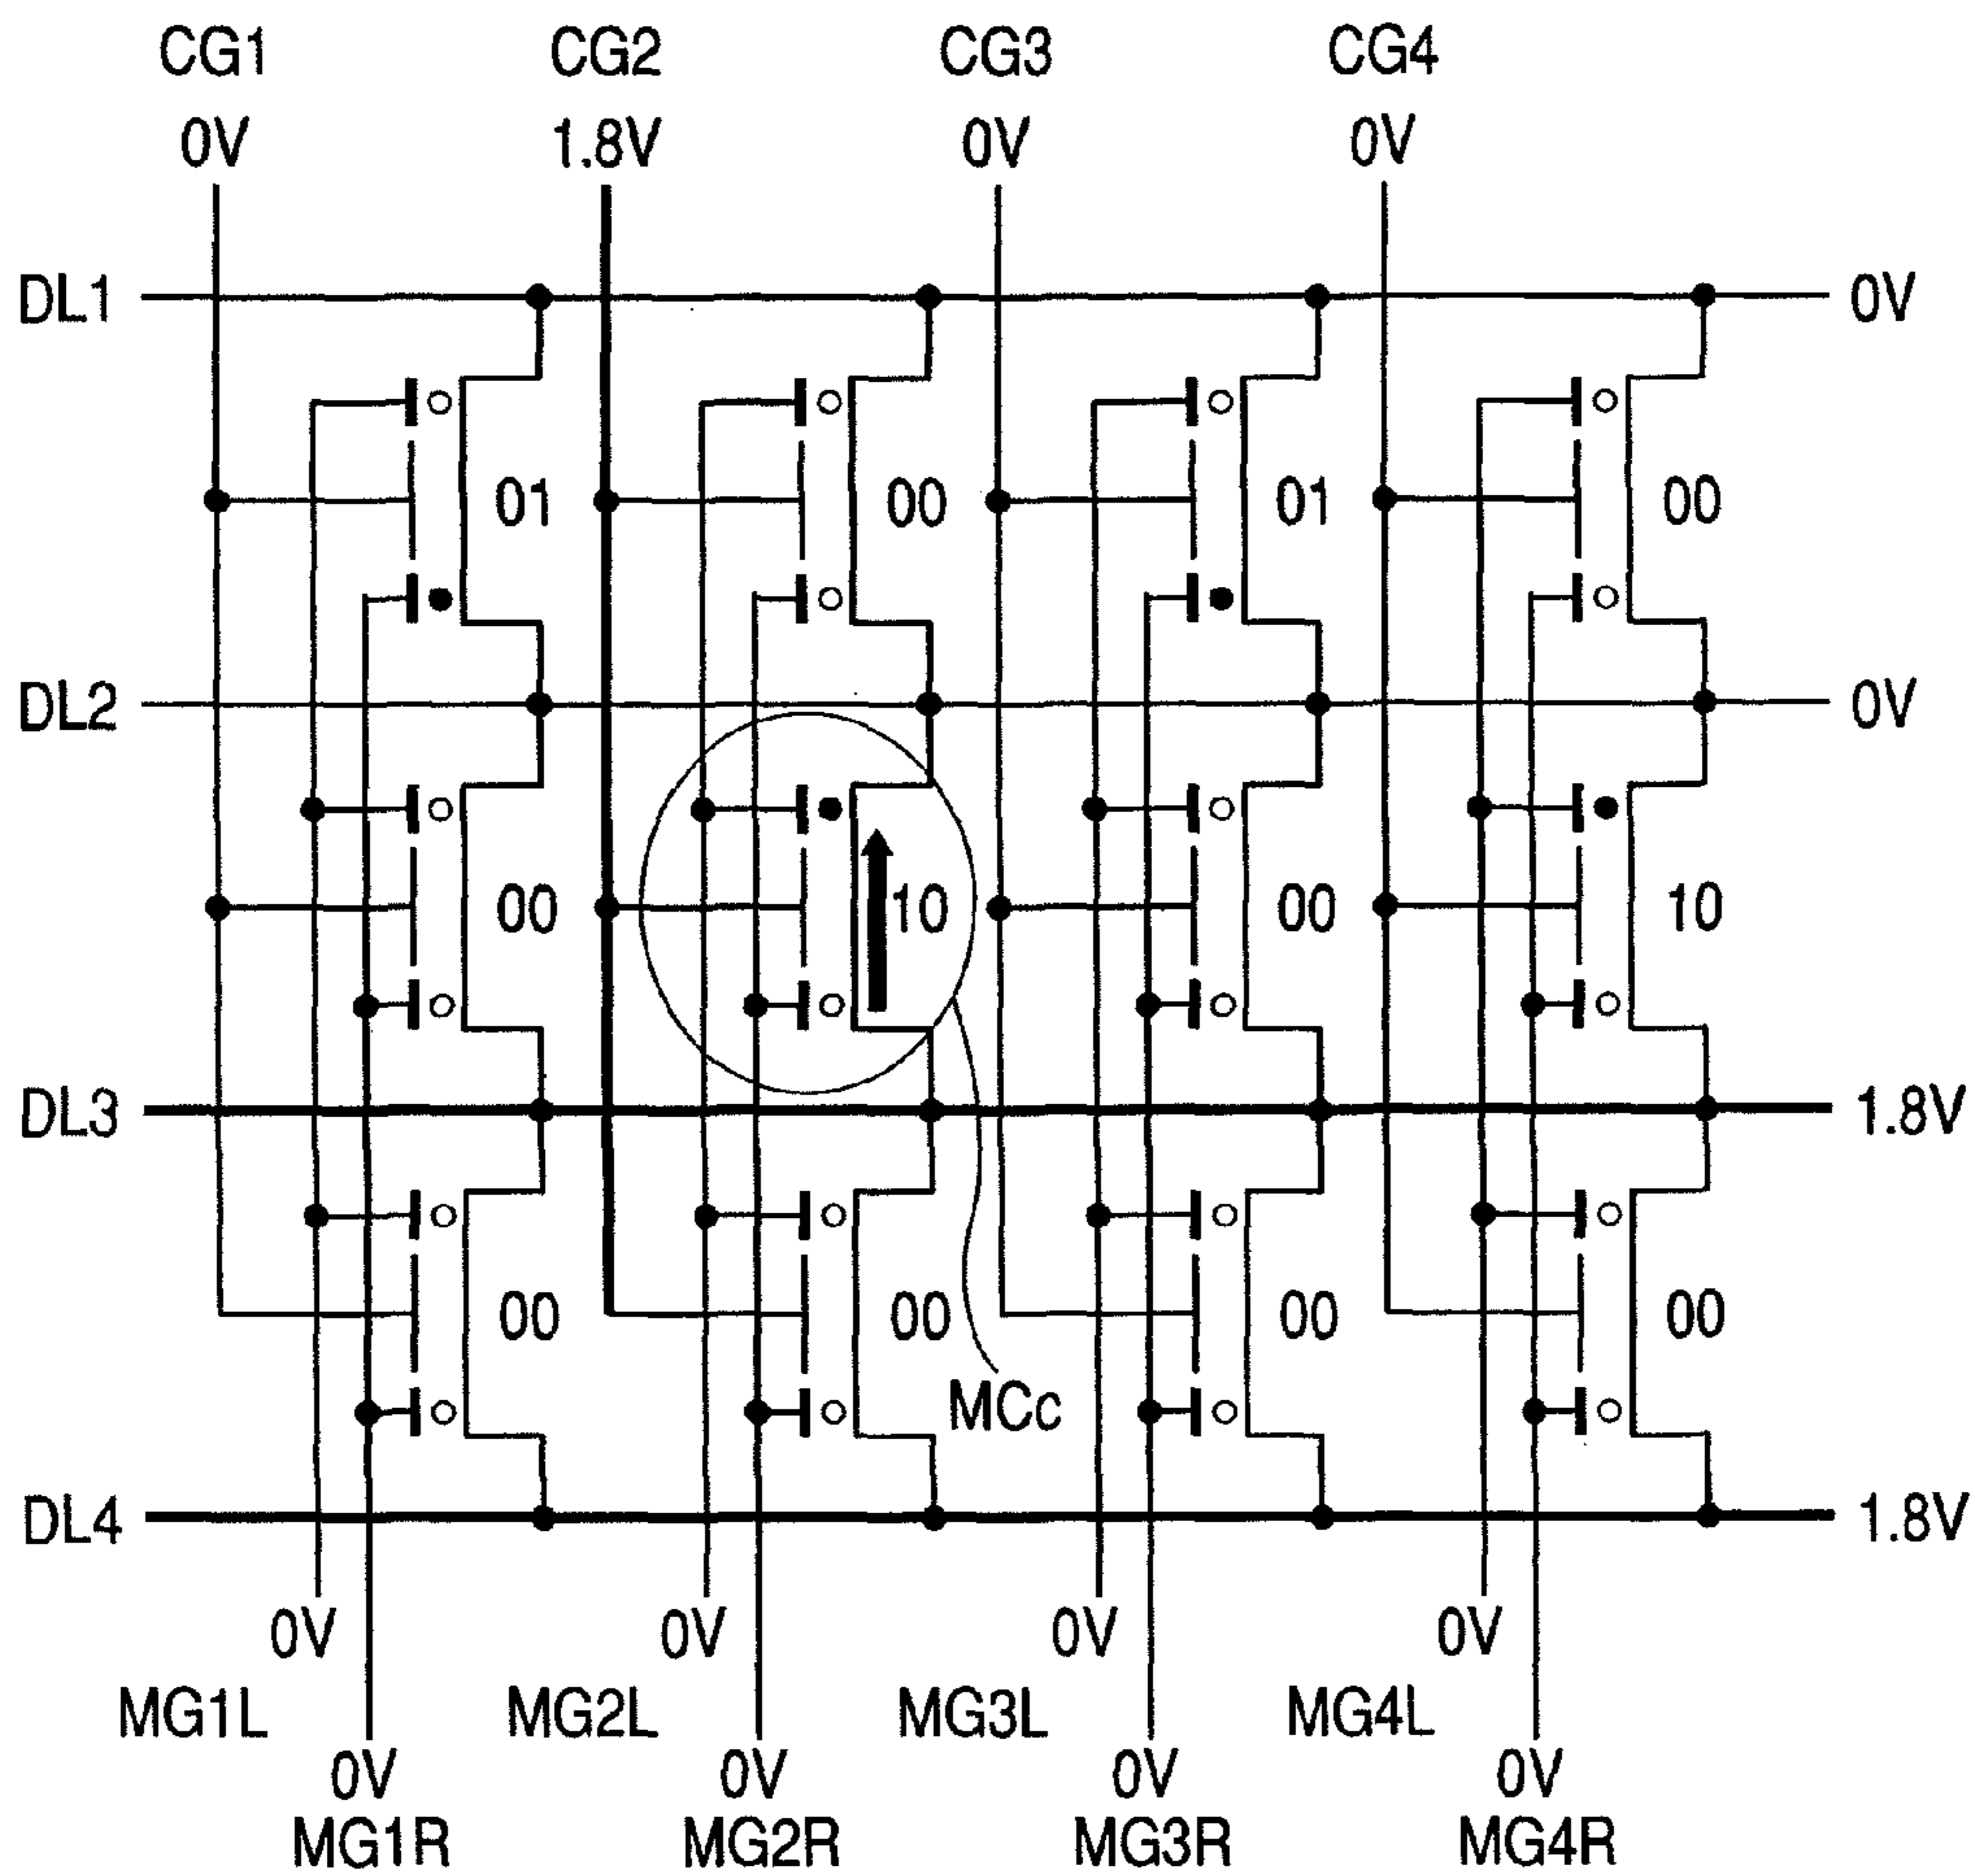 CG1 CG2 CG3 CG4
0V 1.8V 0V 0V
DL1 0V
01 00 01 00
DL2 0V
00 10 00 10
DL3 1.8V
00 00 00 00
MCc
DL4 1.8V
0V 0V 0V 0V
MG1L MG2L MG3L MG4L
0V 0V 0V 0V
MG1R MG2R MG3R MG4R